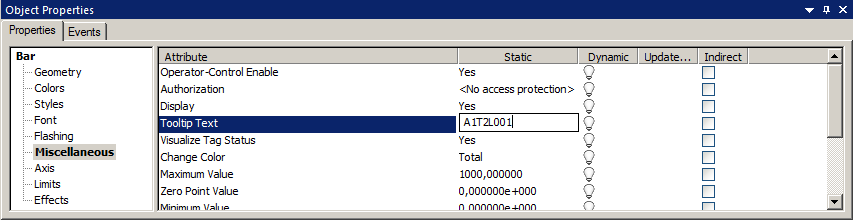 Object Properties
Properties Events
Bar
Geometry
Colors
Styles
Font
Flashing
Miscellaneous
Axis
Limits
Effects
Attribute Static Dynamic Update... Indirect
Operator-Control Enable Yes
Authorization <No access protection>
Display Yes
Tooltip Text A1T2L001
Visualize Tag Status Yes
Change Color Total
Maximum Value 1000,000000
Zero Point Value 0,000000e+000
Minimum Value 0,000000e+000